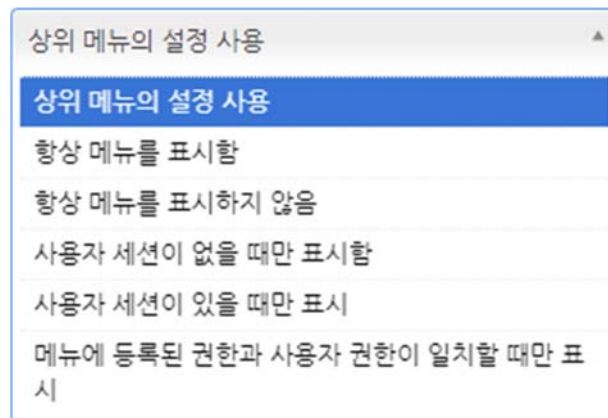 상위 메뉴의 설정 사용
상위 메뉴의 설정 사용
항상 메뉴를 표시함
항상 메뉴를 표시하지 않음
사용자 세션이 없을 때만 표시함
사용자 세션이 있을 때만 표시
메뉴에 등록된 권한과 사용자 권한이 일치할 때만 표
시